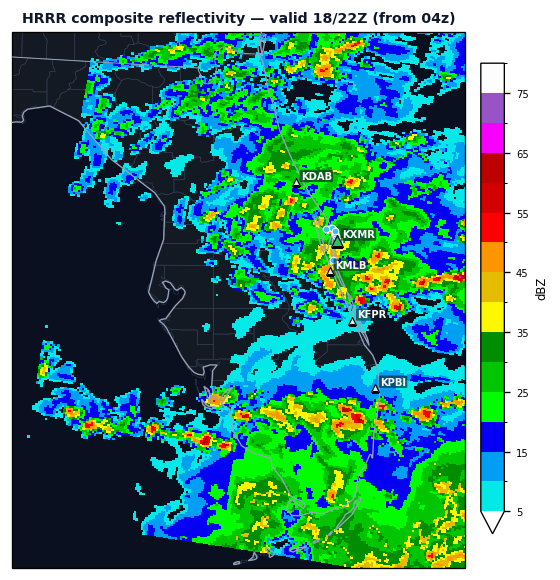 HRRR composite reflectivity — valid 18/22Z (from 04z)
75
65
KDAB
55
KXMR
45
KMLB
dBZ
KFPR
35
KPBI
25
15
5